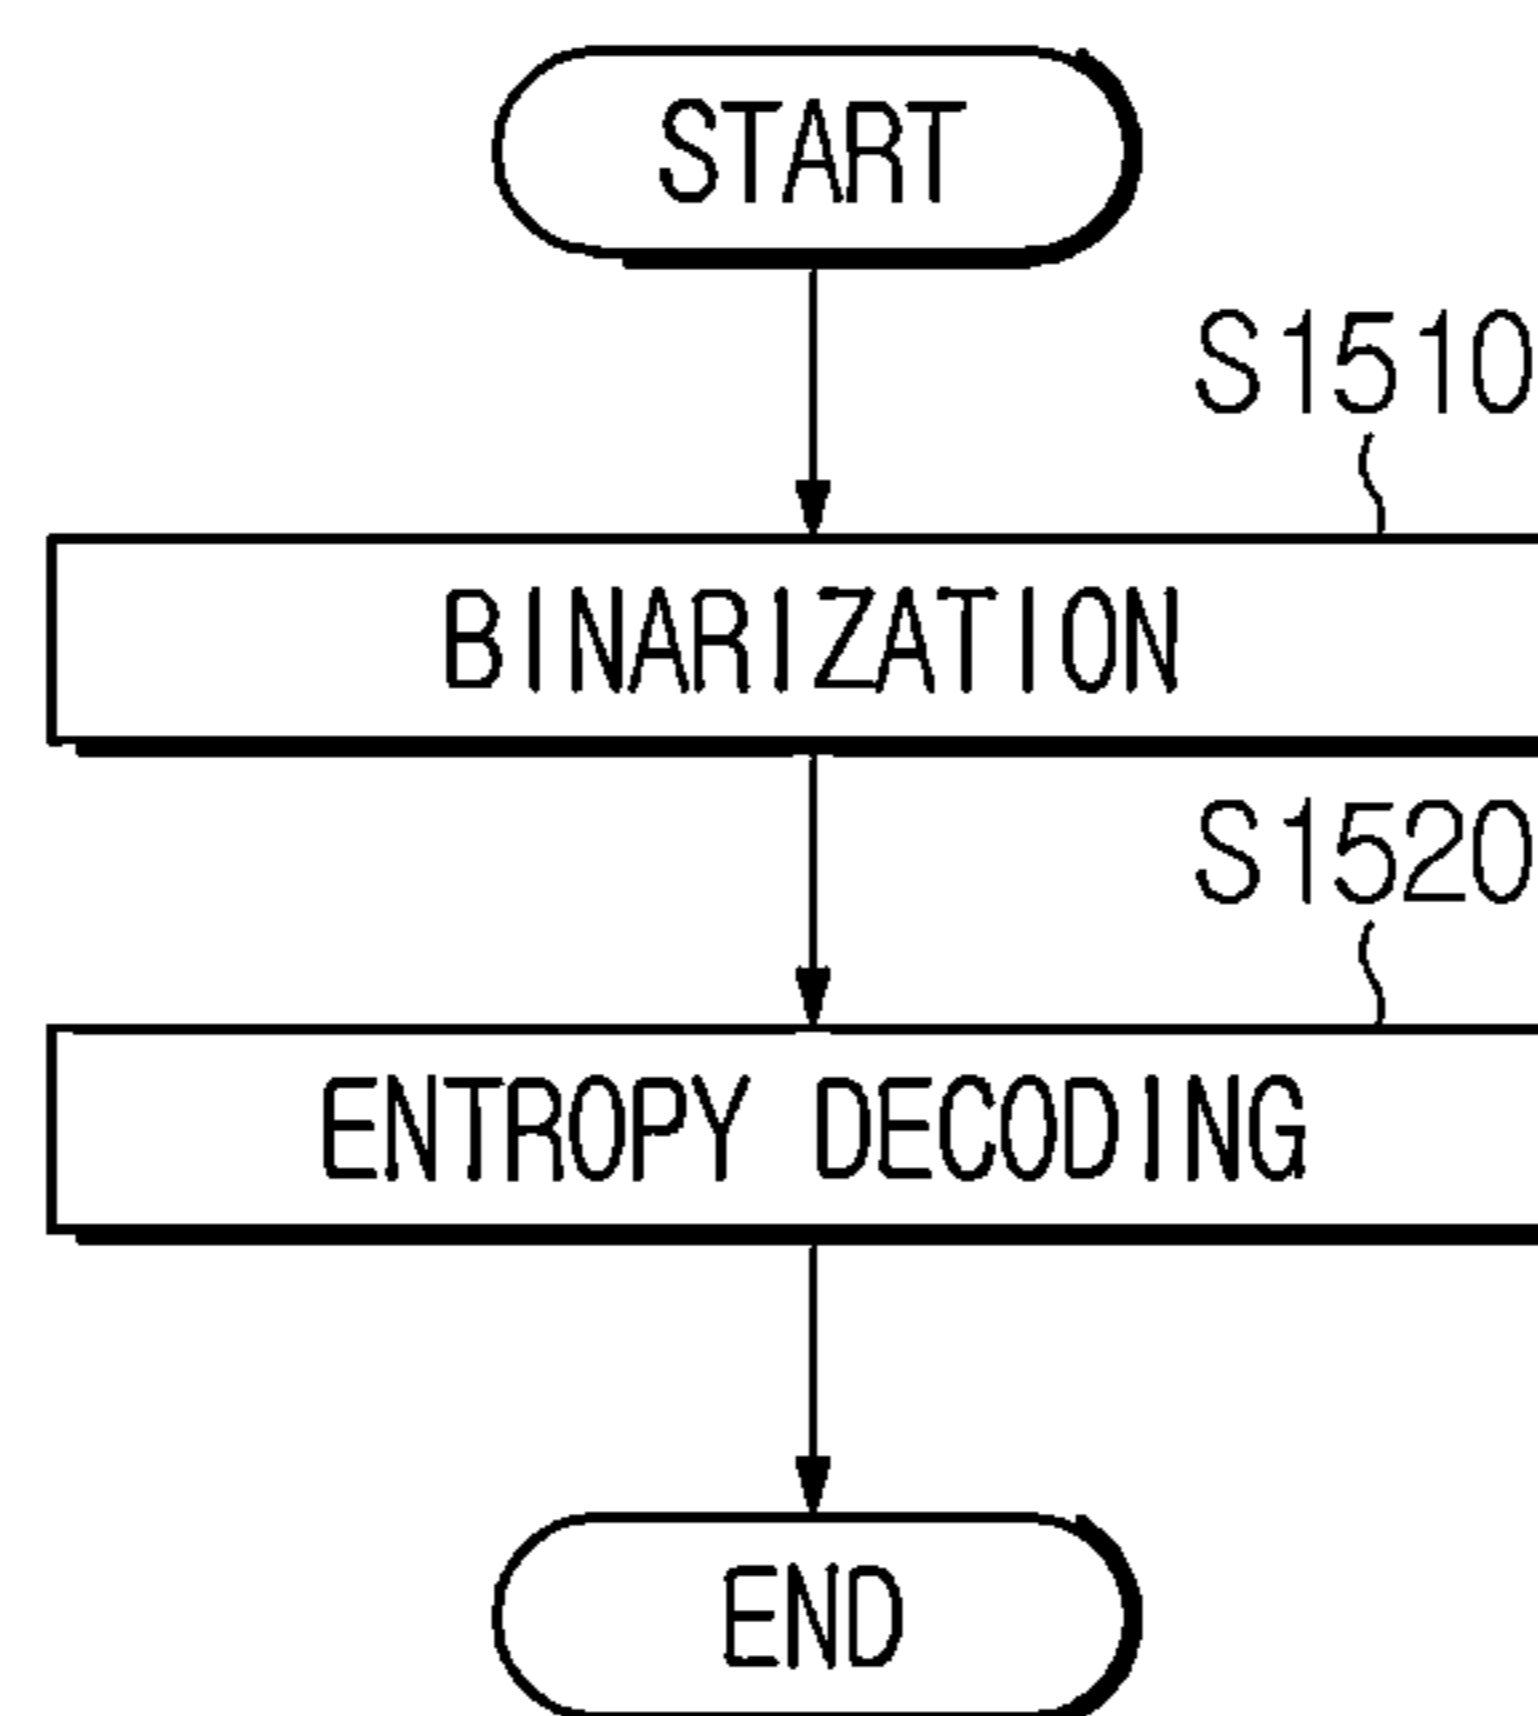 START
S1510
BINARIZATION
S1520
ENTROPY DECODING
END